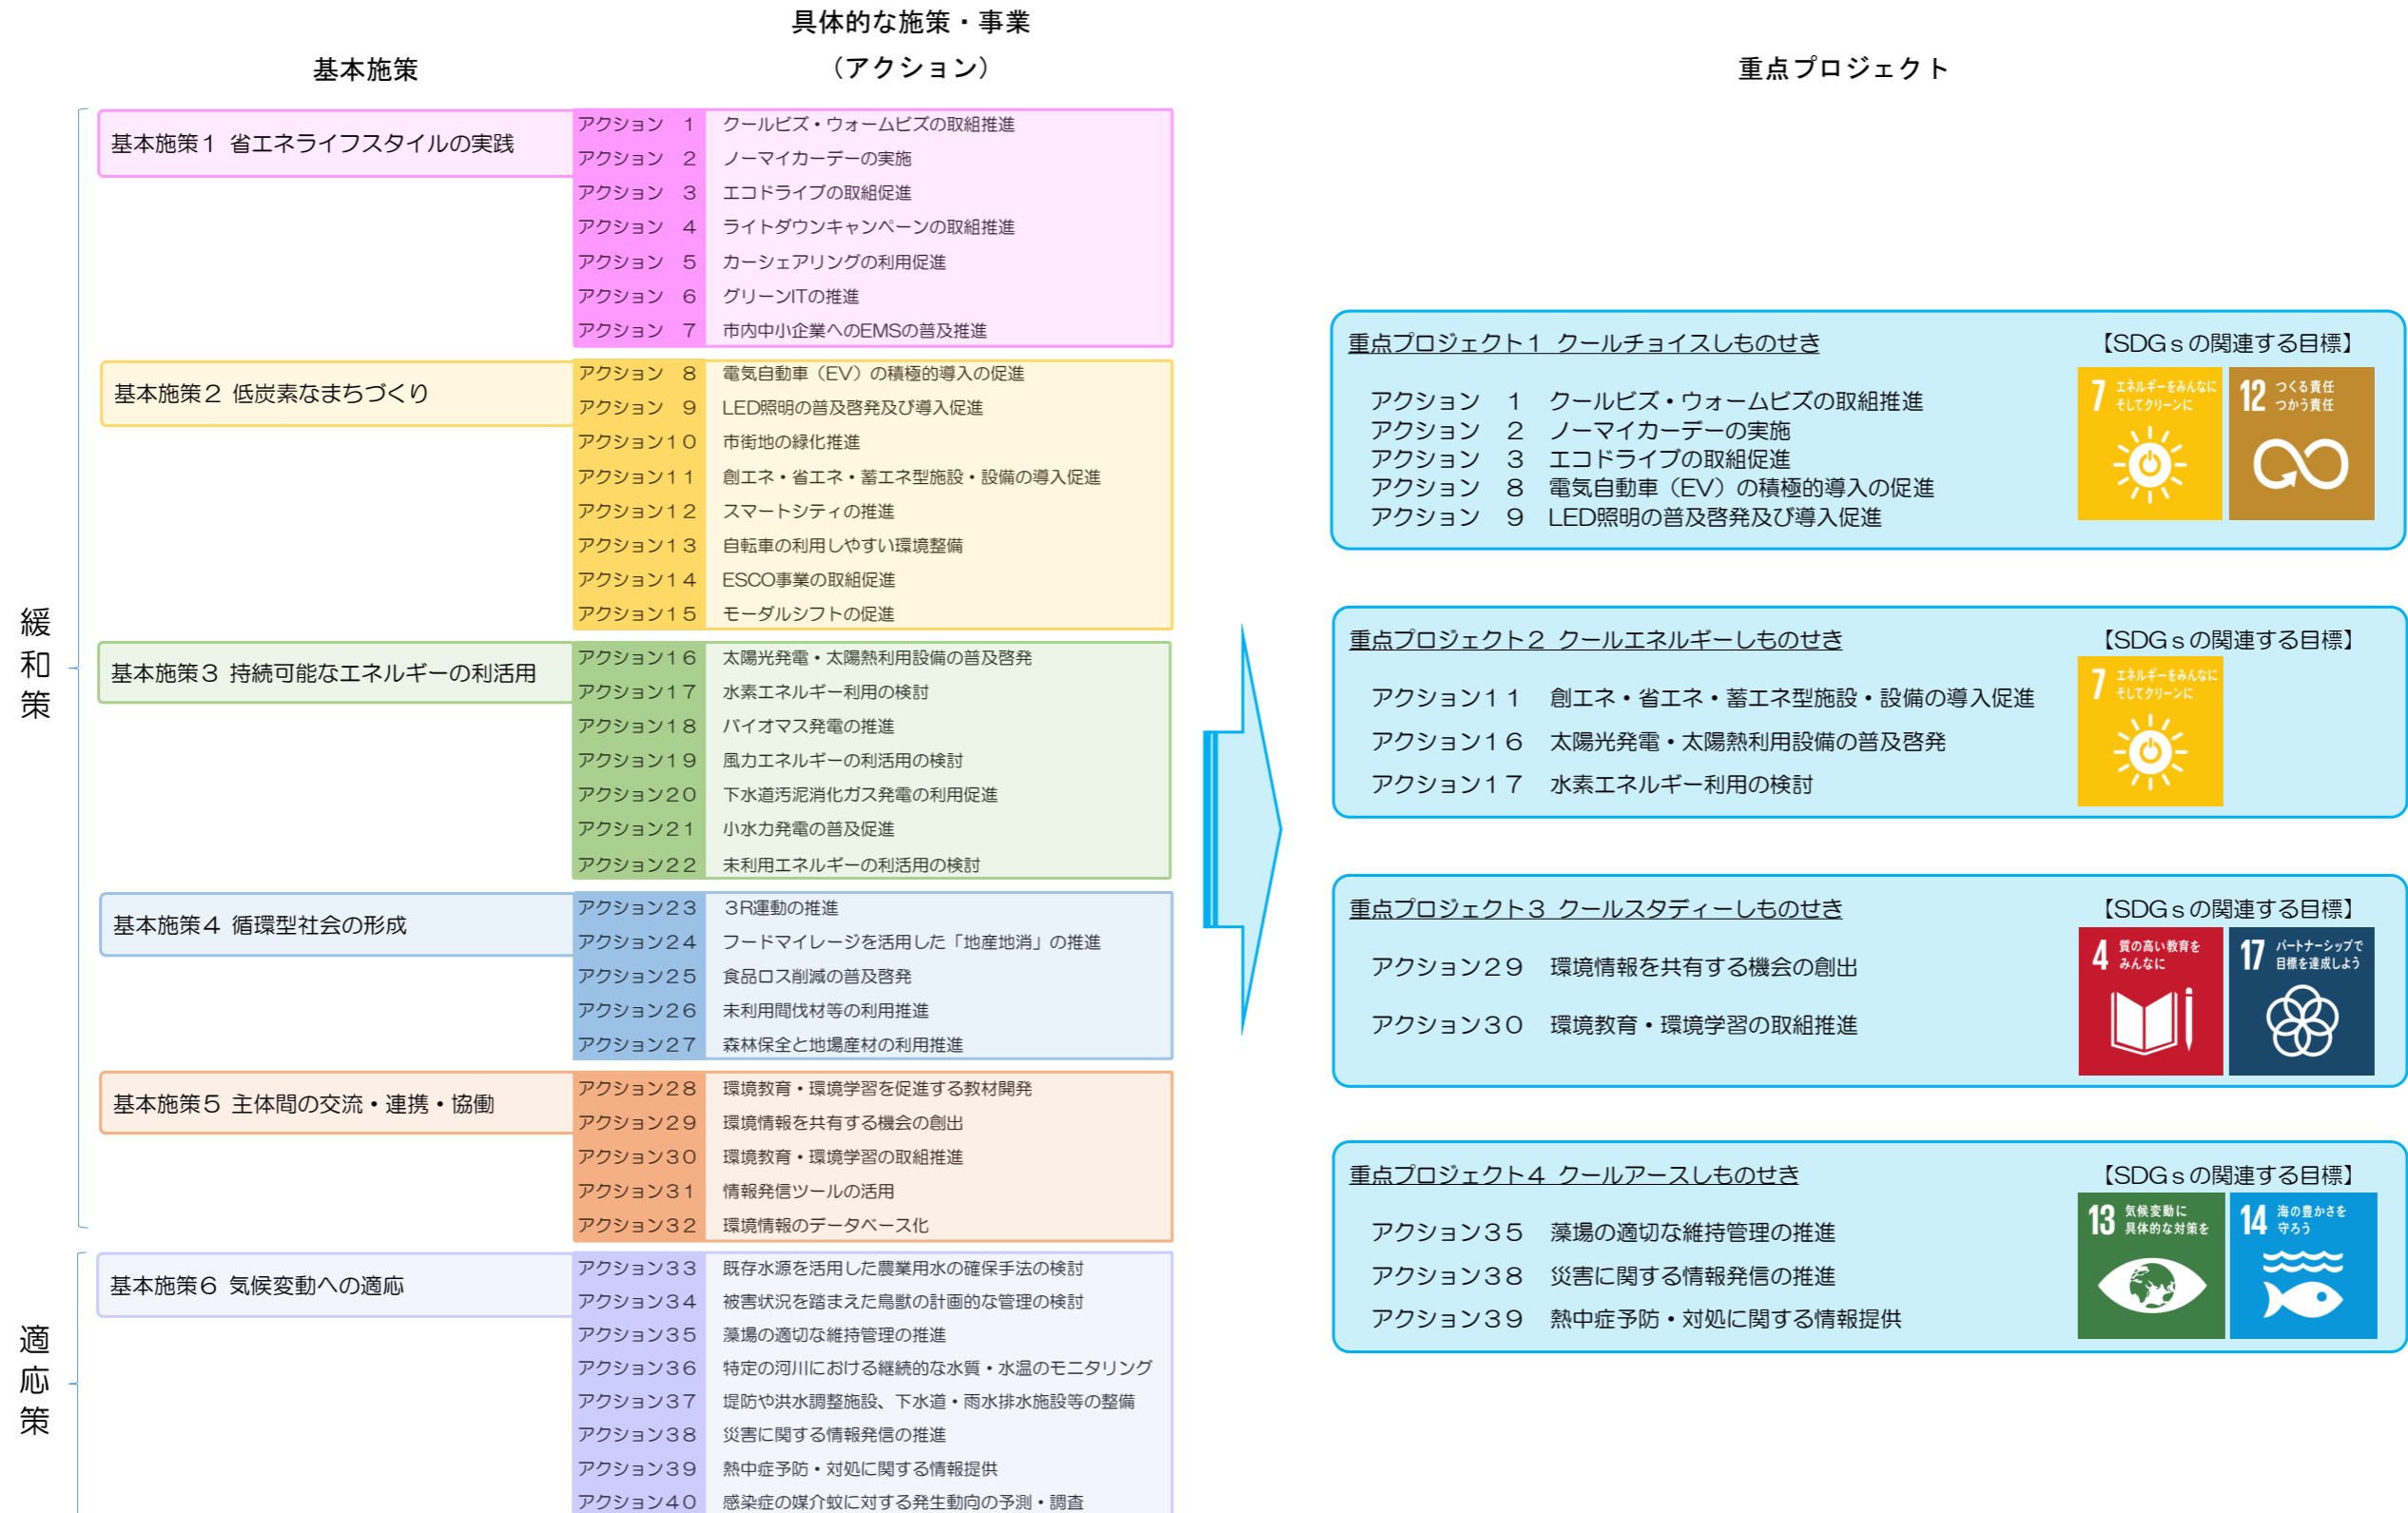 具体的な施策・事業
基本施策
（アクション）
重点プロジェクト
緩和策
基本施策１ 省エネライフスタイルの実践
アクション　１　クールビズ・ウォームビズの取組推進
アクション　２　ノーマイカーデーの実施
アクション　３　エコドライブの取組促進
アクション　４　ライトダウンキャンペーンの取組推進
アクション　５　カーシェアリングの利用促進
アクション　６　グリーンITの推進
アクション　７　市内中小企業へのEMSの普及推進
基本施策２ 低炭素なまちづくり
アクション　８　電気自動車（EV）の積極的導入の促進
アクション　９　LED照明の普及啓発及び導入促進
アクション１０　市街地の緑化推進
アクション１１　創エネ・省エネ・蓄エネ型施設・設備の導入促進
アクション１２　スマートシティの推進
アクション１３　自転車の利用しやすい環境整備
アクション１４　ESCO事業の取組促進
アクション１５　モーダルシフトの促進
基本施策３ 持続可能なエネルギーの利活用
アクション１６　太陽光発電・太陽熱利用設備の普及啓発
アクション１７　水素エネルギー利用の検討
アクション１８　バイオマス発電の推進
アクション１９　風力エネルギーの利活用の検討
アクション２０　下水道汚泥消化ガス発電の利用促進
アクション２１　小水力発電の普及促進
アクション２２　未利用エネルギーの利活用の検討
基本施策４ 循環型社会の形成
アクション２３　３R運動の推進
アクション２４　フードマイレージを活用した「地産地消」の推進
アクション２５　食品ロス削減の普及啓発
アクション２６　未利用間伐材等の利用推進
アクション２７　森林保全と地場産材の利用推進
基本施策５ 主体間の交流・連携・協働
アクション２８　環境教育・環境学習を促進する教材開発
アクション２９　環境情報を共有する機会の創出
アクション３０　環境教育・環境学習の取組推進
アクション３１　情報発信ツールの活用
アクション３２　環境情報のデータベース化
適応策
基本施策６ 気候変動への適応
アクション３３　既存水源を活用した農業用水の確保手法の検討
アクション３４　被害状況を踏まえた鳥獣の計画的な管理の検討
アクション３５　藻場の適切な維持管理の推進
アクション３６　特定の河川における継続的な水質・水温のモニタリング
アクション３７　堤防や洪水調整施設、下水道・雨水排水施設等の整備
アクション３８　災害に関する情報発信の推進
アクション３９　熱中症予防・対処に関する情報提供
アクション４０　感染症の媒介蚊に対する発生動向の予測・調査
重点プロジェクト１ クールチョイスしものせき
【SDGｓの関連する目標】
アクション　１　クールビズ・ウォームビズの取組推進
アクション　２　ノーマイカーデーの実施
アクション　３　エコドライブの取組促進
アクション　８　電気自動車（EV）の積極的導入の促進
アクション　９　LED照明の普及啓発及び導入促進
7 エネルギーをみんなに
そしてクリーンに
12 つくる責任
つかう責任
重点プロジェクト２ クールエネルギーしものせき
【SDGｓの関連する目標】
アクション１１　創エネ・省エネ・蓄エネ型施設・設備の導入促進
アクション１６　太陽光発電・太陽熱利用設備の普及啓発
アクション１７　水素エネルギー利用の検討
7 エネルギーをみんなに
そしてクリーンに
重点プロジェクト３ クールスタディーしものせき
【SDGｓの関連する目標】
アクション２９　環境情報を共有する機会の創出
アクション３０　環境教育・環境学習の取組推進
4 質の高い教育を
みんなに
17 パートナーシップで
目標を達成しよう
重点プロジェクト４ クールアースしものせき
【SDGｓの関連する目標】
アクション３５　藻場の適切な維持管理の推進
アクション３８　災害に関する情報発信の推進
アクション３９　熱中症予防・対処に関する情報提供
13 気候変動に
具体的な対策を
14 海の豊かさを
守ろう